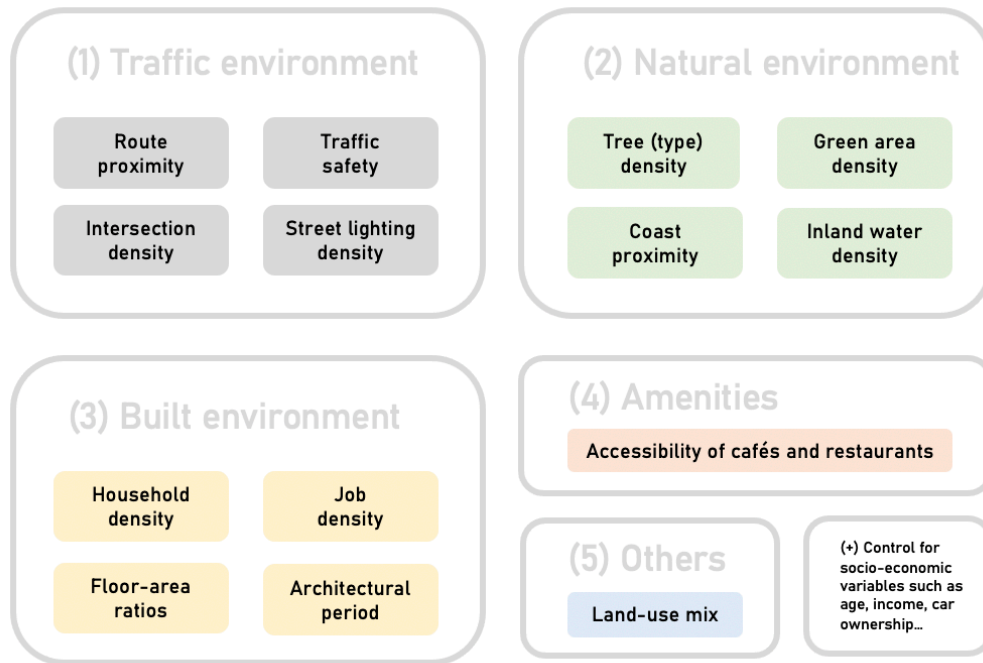 (1) Traffic environment
Route
proximity
Traffic
safety
Intersection
density
Street lighting
density
(2) Natural environment
Tree (type)
density
Green area
density
Coast
proximity
Inland water
density
(3) Built environment
Household
density
Job
density
Floor-area
ratios
Architectural
period
(4) Amenities
Accessibility of cafés and restaurants
(5) Others
Land-use mix
(+) Control for
socio-economic
variables such as
age, income, car
ownership…